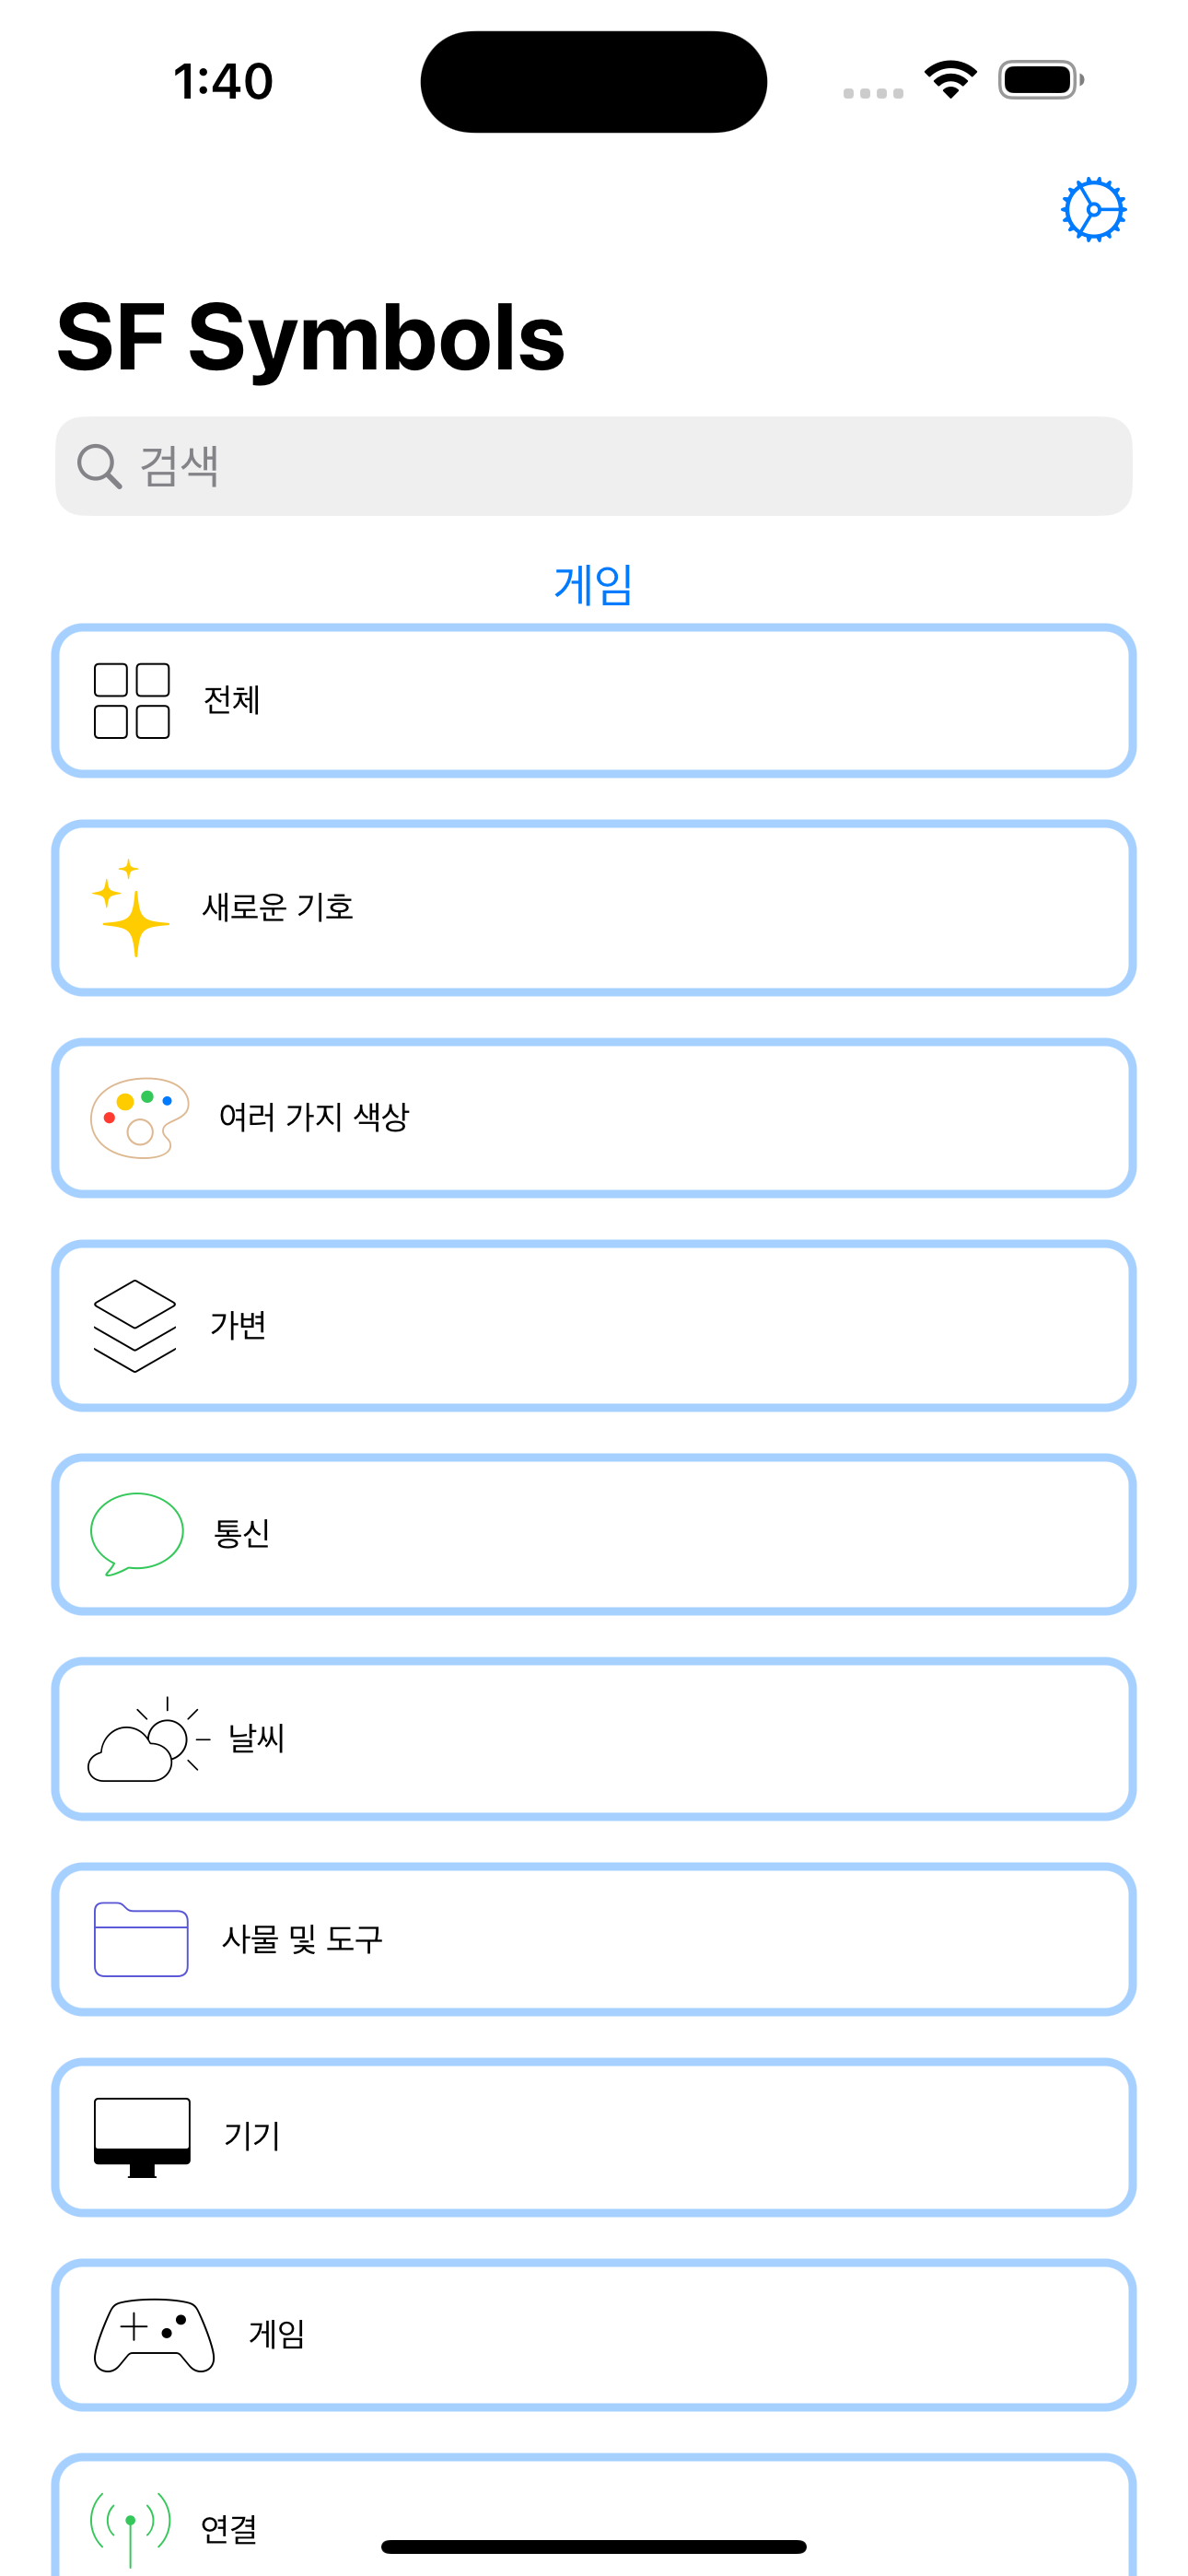 1:40
SF Symbols
검색
게임
전체
새로운 기호
여러 가지 색상
가변
통신
날씨
사물 및 도구
기기
게임
연결